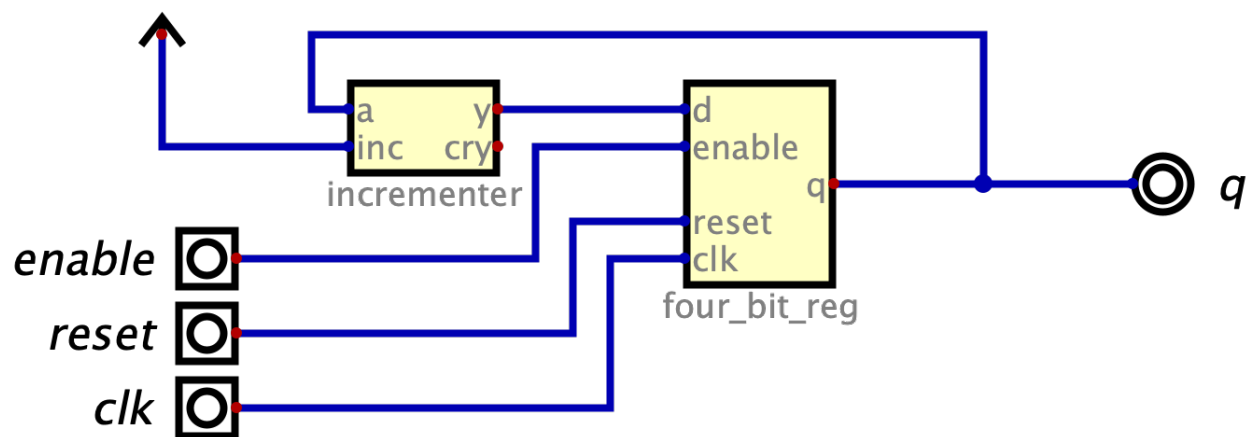 a y d
inc cry enable
incrementer q q
reset
enable clk
four_bit_reg
reset
clk